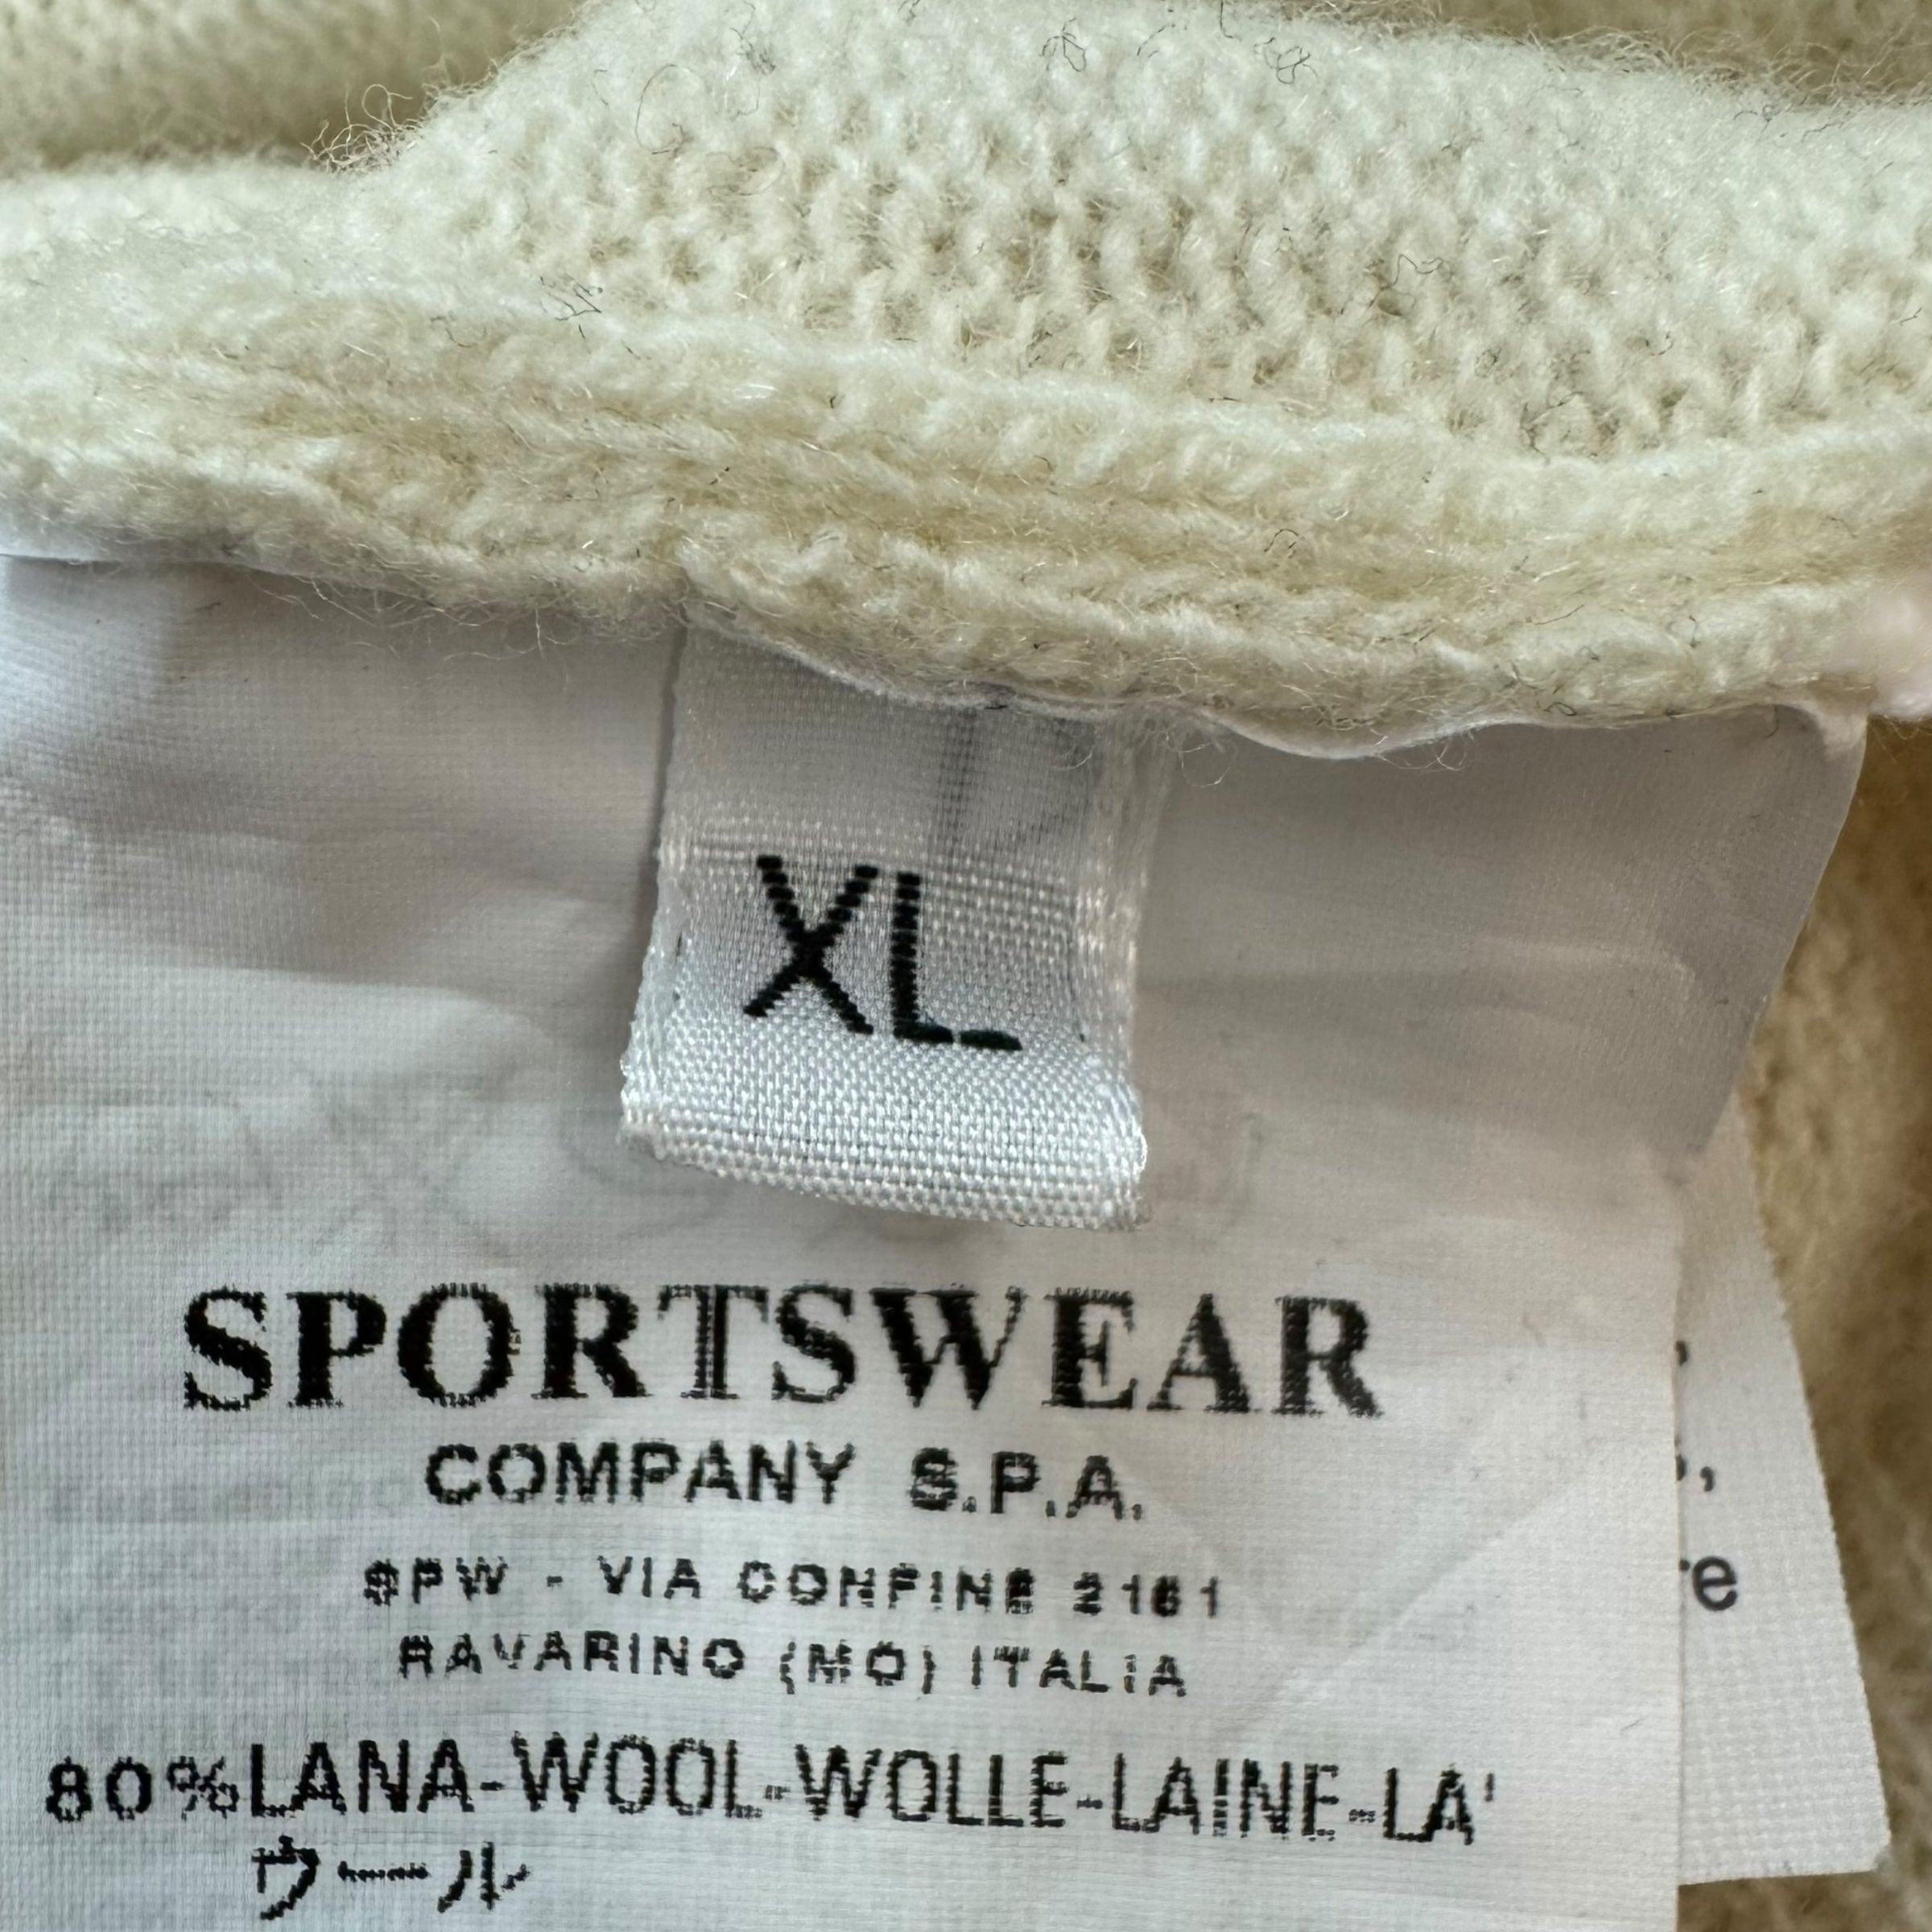 XL
SPORTSWEAR
COMPANY S.P.A.
SPW - VIA CONFINE 2161
RAVARINO (MO) ITALIA
80%LANA-WOOL-WOLLE-LAINE-LA'
ウール